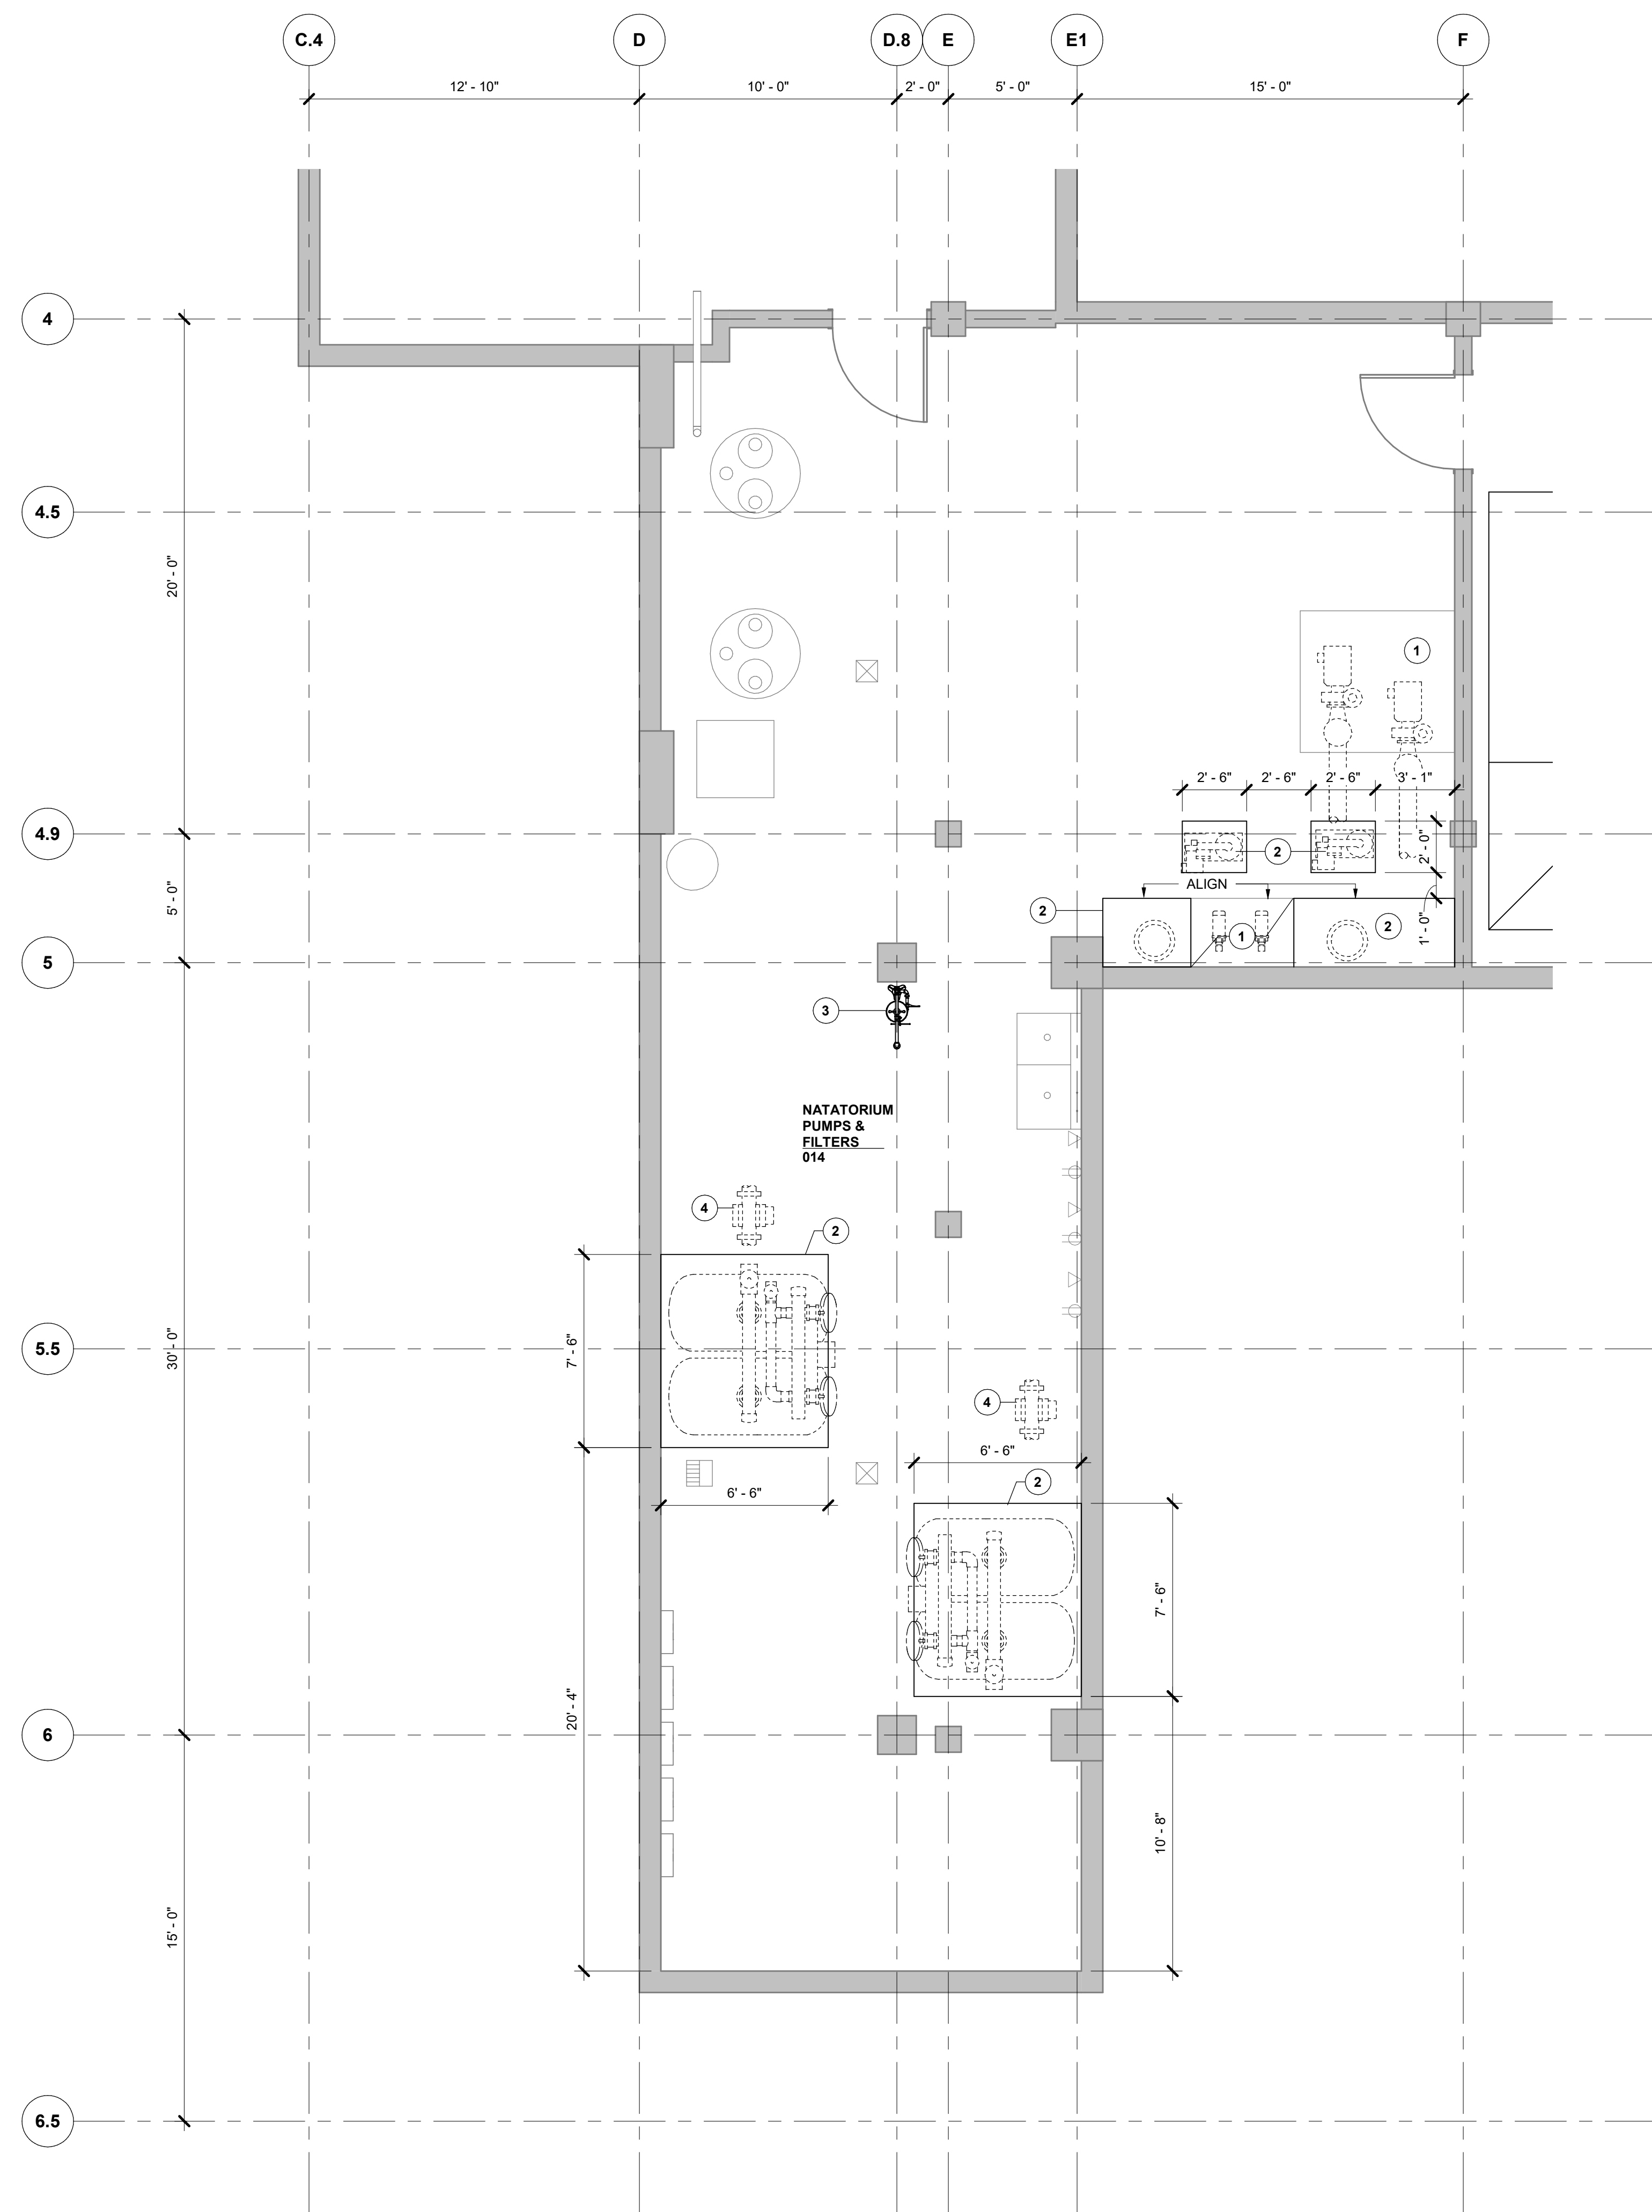 C.4
D
D.8
E
E1
F
12' - 10"
10' - 0"
2' - 0"
5' - 0"
15' - 0"
4
4.5
20' - 0"
1
2' - 6"
2' - 6"
2' - 6"
3' - 1"
4.9
2
2' - 0"
5' - 0"
ALIGN
2
1
2
1' - 0"
5
3
NATATORIUM
PUMPS &
FILTERS
014
4
2
5.5
30' - 0"
7' - 6"
4
6' - 6"
6' - 6"
2
7' - 6"
20' - 4"
6
10' - 8"
15' - 0"
6.5